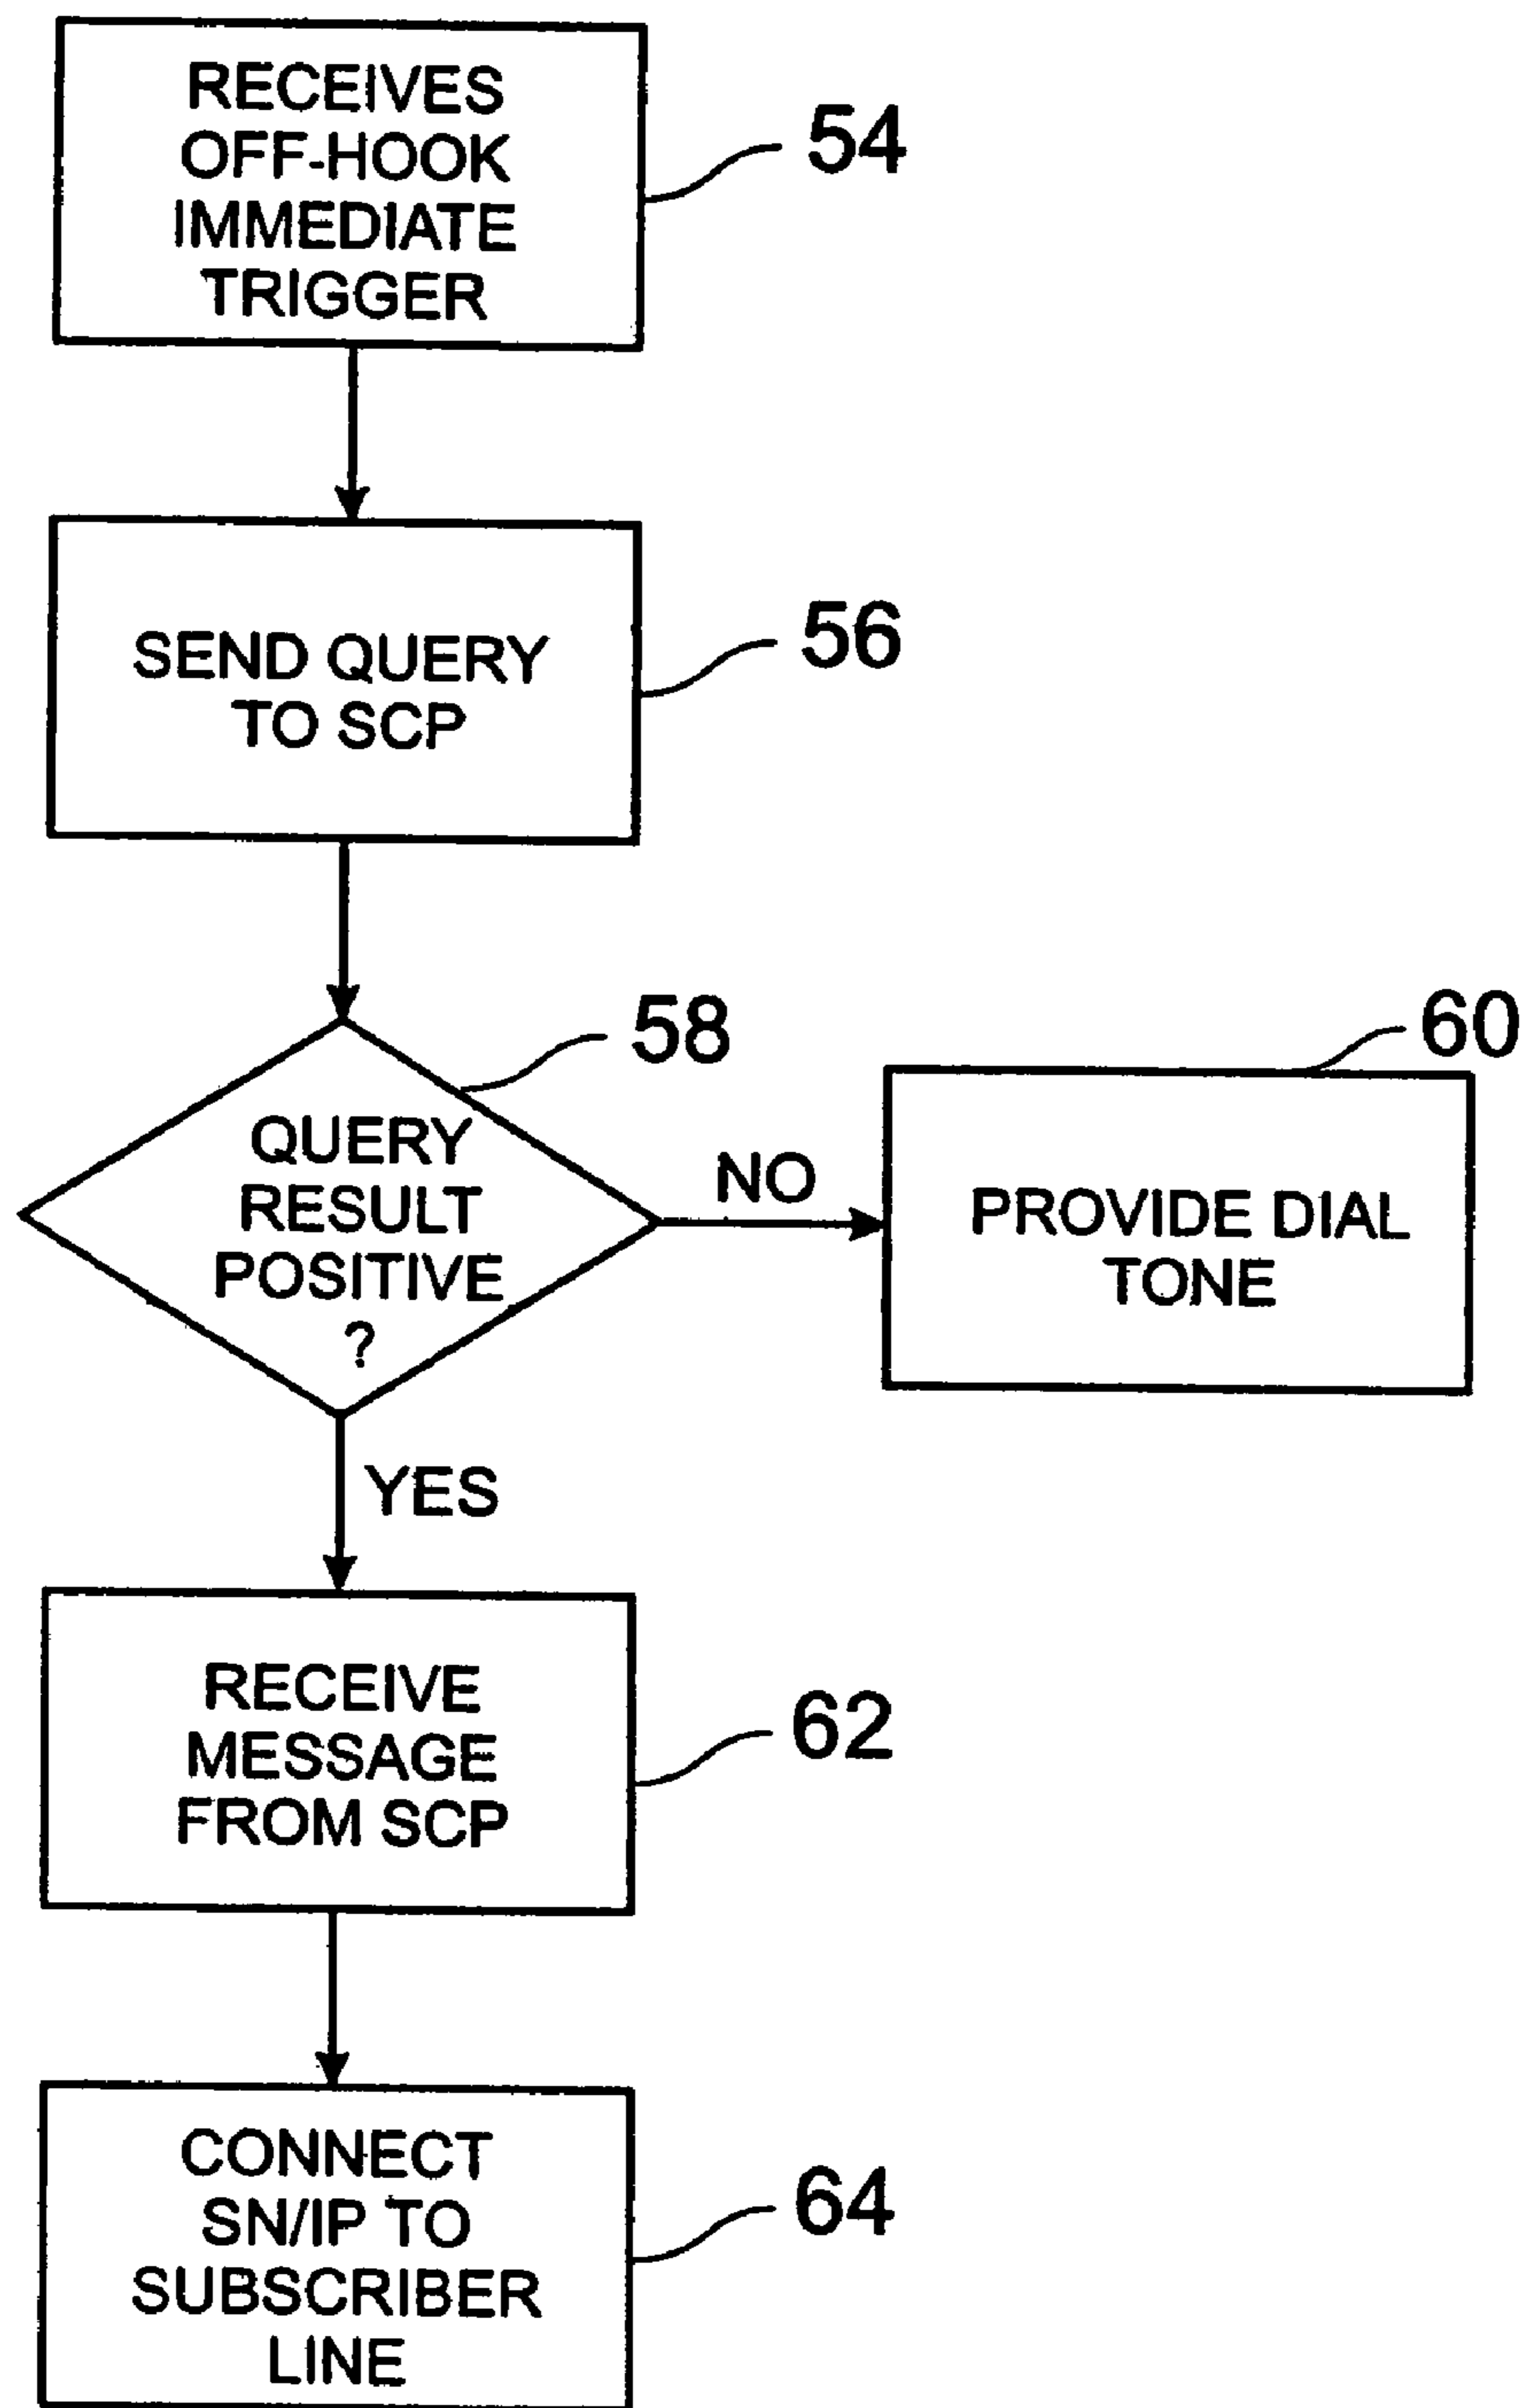 RECEIVES
OFF-HOOK
IMMEDIATE
TRIGGER
54
SEND QUERY
TO SCP
56
58
QUERY
RESULT
POSITIVE
?
NO
60
PROVIDE DIAL
TONE
YES
RECEIVE
MESSAGE
FROM SCP
62
CONNECT
SN/IP TO
SUBSCRIBER
LINE
64